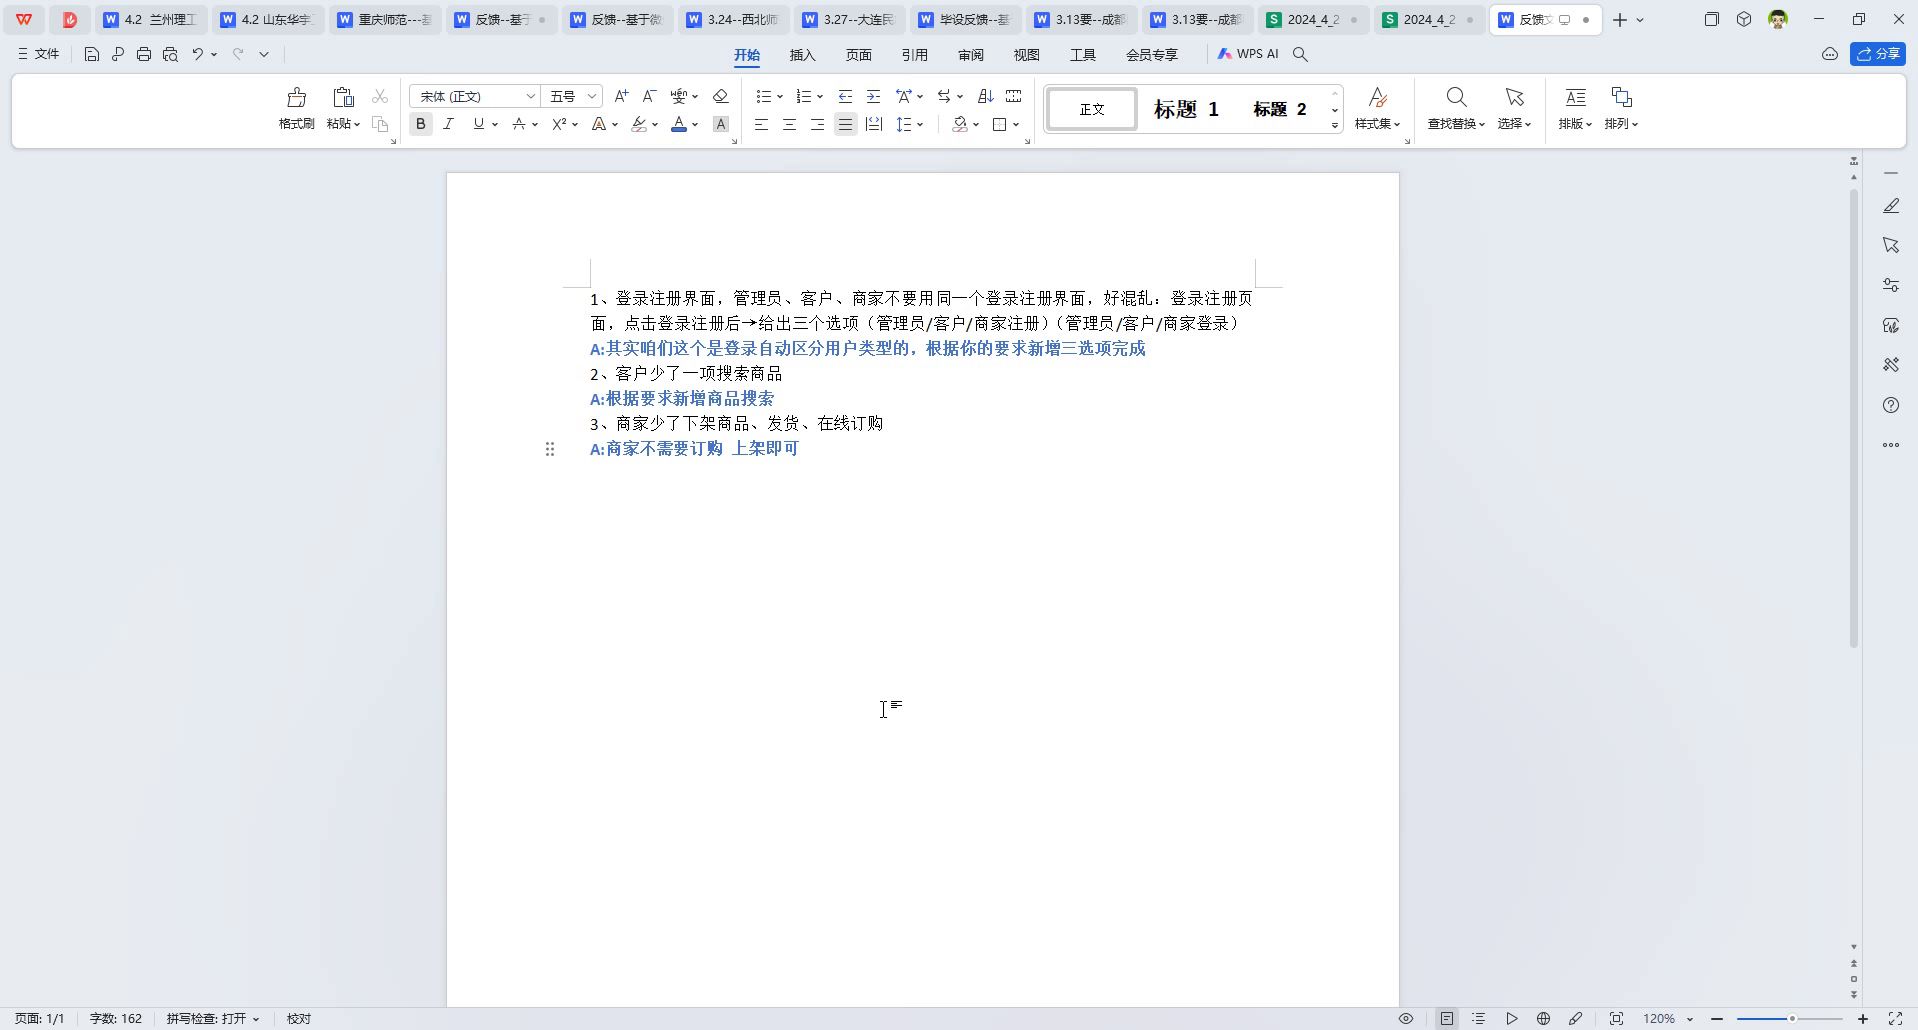 4.2 兰州理工
4.2 山东华宇
重庆师范---基
反馈--基于
反馈--基于微
3.24--西北师
3.27--大连民
毕设反馈--基
3.13要--成都
3.13要--成都
2024_4_2
2024_4_2
反馈文
文件
开始
插入
页面
引用
审阅
视图
工具
会员专享
WPS AI
分享
格式刷
粘贴
宋体 (正文)
五号
正文
标题 1
标题 2
样式集
查找替换
选择
排版
排列
1、登录注册界面，管理员、客户、商家不要用同一个登录注册界面，好混乱：登录注册页
面，点击登录注册后→给出三个选项（管理员/客户/商家注册）（管理员/客户/商家登录）
A:其实咱们这个是登录自动区分用户类型的，根据你的要求新增三选项完成
2、客户少了一项搜索商品
A:根据要求新增商品搜索
3、商家少了下架商品、发货、在线订购
A:商家不需要订购 上架即可
页面: 1/1
字数: 162
拼写检查: 打开
校对
120%